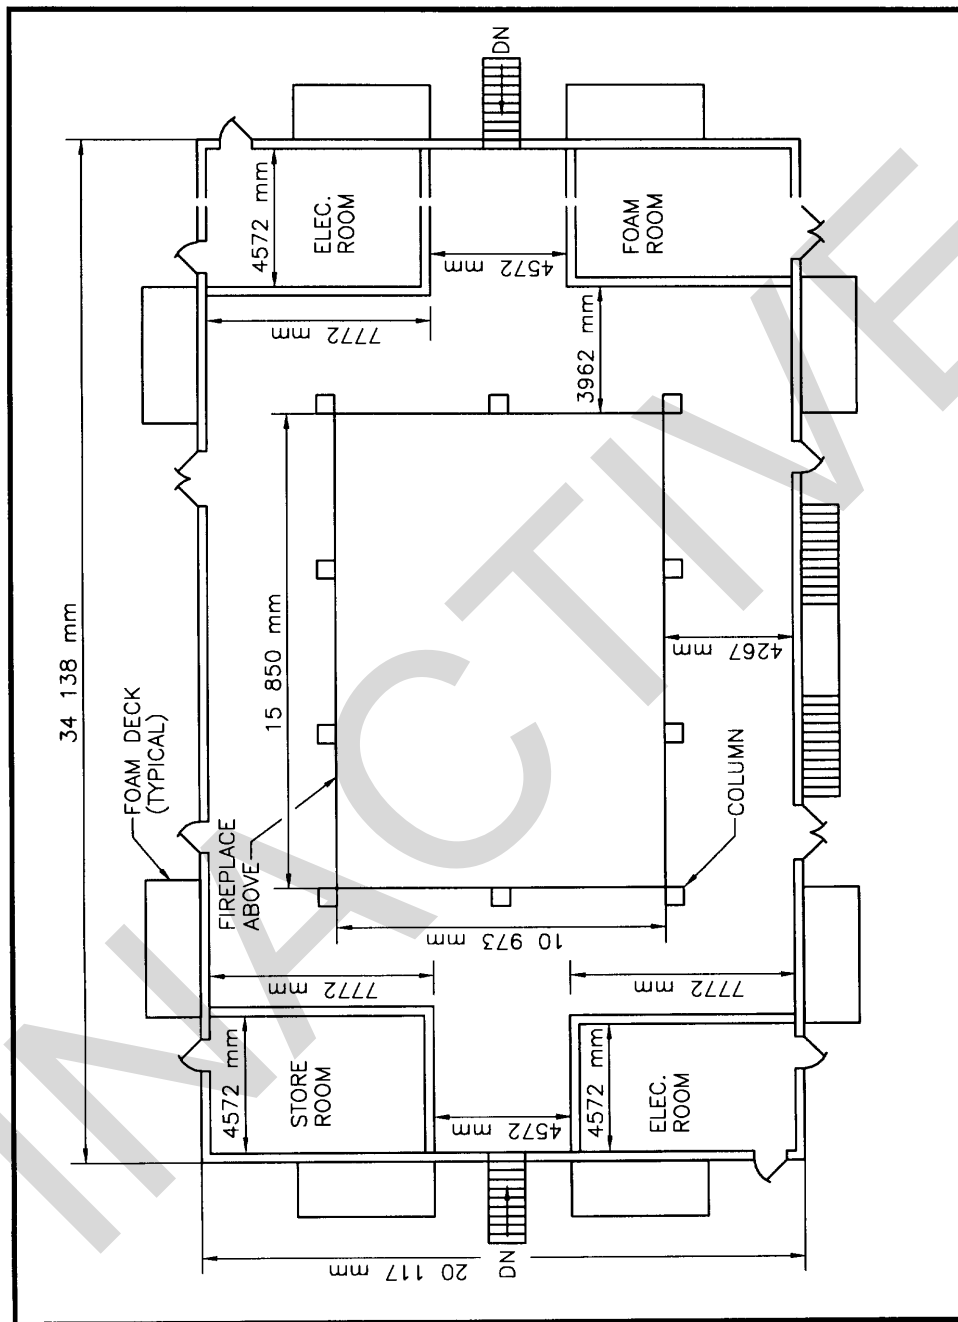 DN
34 138 mm
4572 mm
ELEC.
ROOM
FOAM
ROOM
4572 mm
7772 mm
3962 mm
15 850 mm
4267 mm
FOAM DECK
(TYPICAL)
FIREPLACE
ABOVE
COLUMN
10 973 mm
7772 mm
7772 mm
4572 mm
STORE
ROOM
4572 mm
4572 mm
ELEC.
ROOM
20 117 mm
DN
INACTIVE